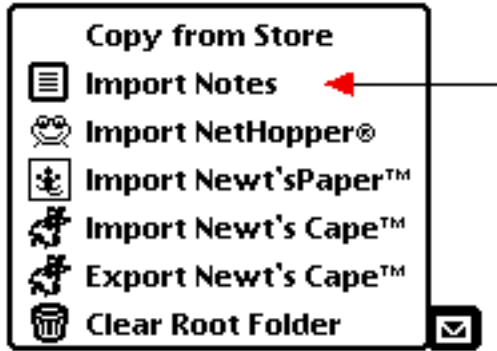 Copy from Store
Import Notes
Import NetHopper®
Import Newt'sPaper™
Import Newt's Cape™
Export Newt's Cape™
Clear Root Folder